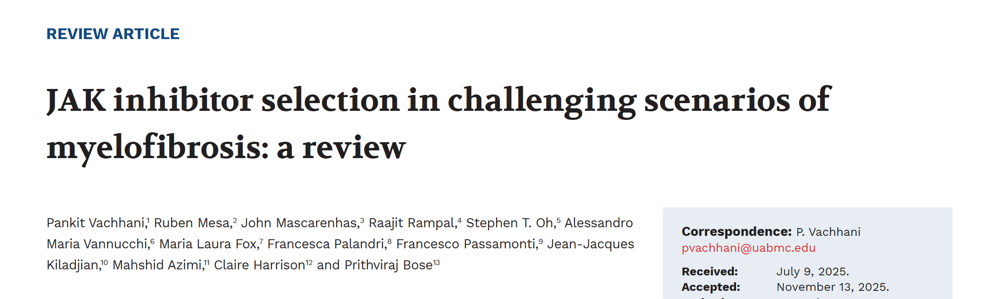 REVIEW ARTICLE
JAK inhibitor selection in challenging scenarios of
myelofibrosis: a review
Pankit Vachhani,1 Ruben Mesa,2 John Mascarenhas,3 Raajit Rampal,4 Stephen T. Oh,5 Alessandro
Maria Vannucchi,6 Maria Laura Fox,7 Francesca Palandri,8 Francesco Passamonti,9 Jean-Jacques
Kiladjian,10 Mahshid Azimi,11 Claire Harrison12 and Prithviraj Bose13
Correspondence: P. Vachhani
pvachhani@uabmc.edu
Received: July 9, 2025.
Accepted: November 13, 2025.